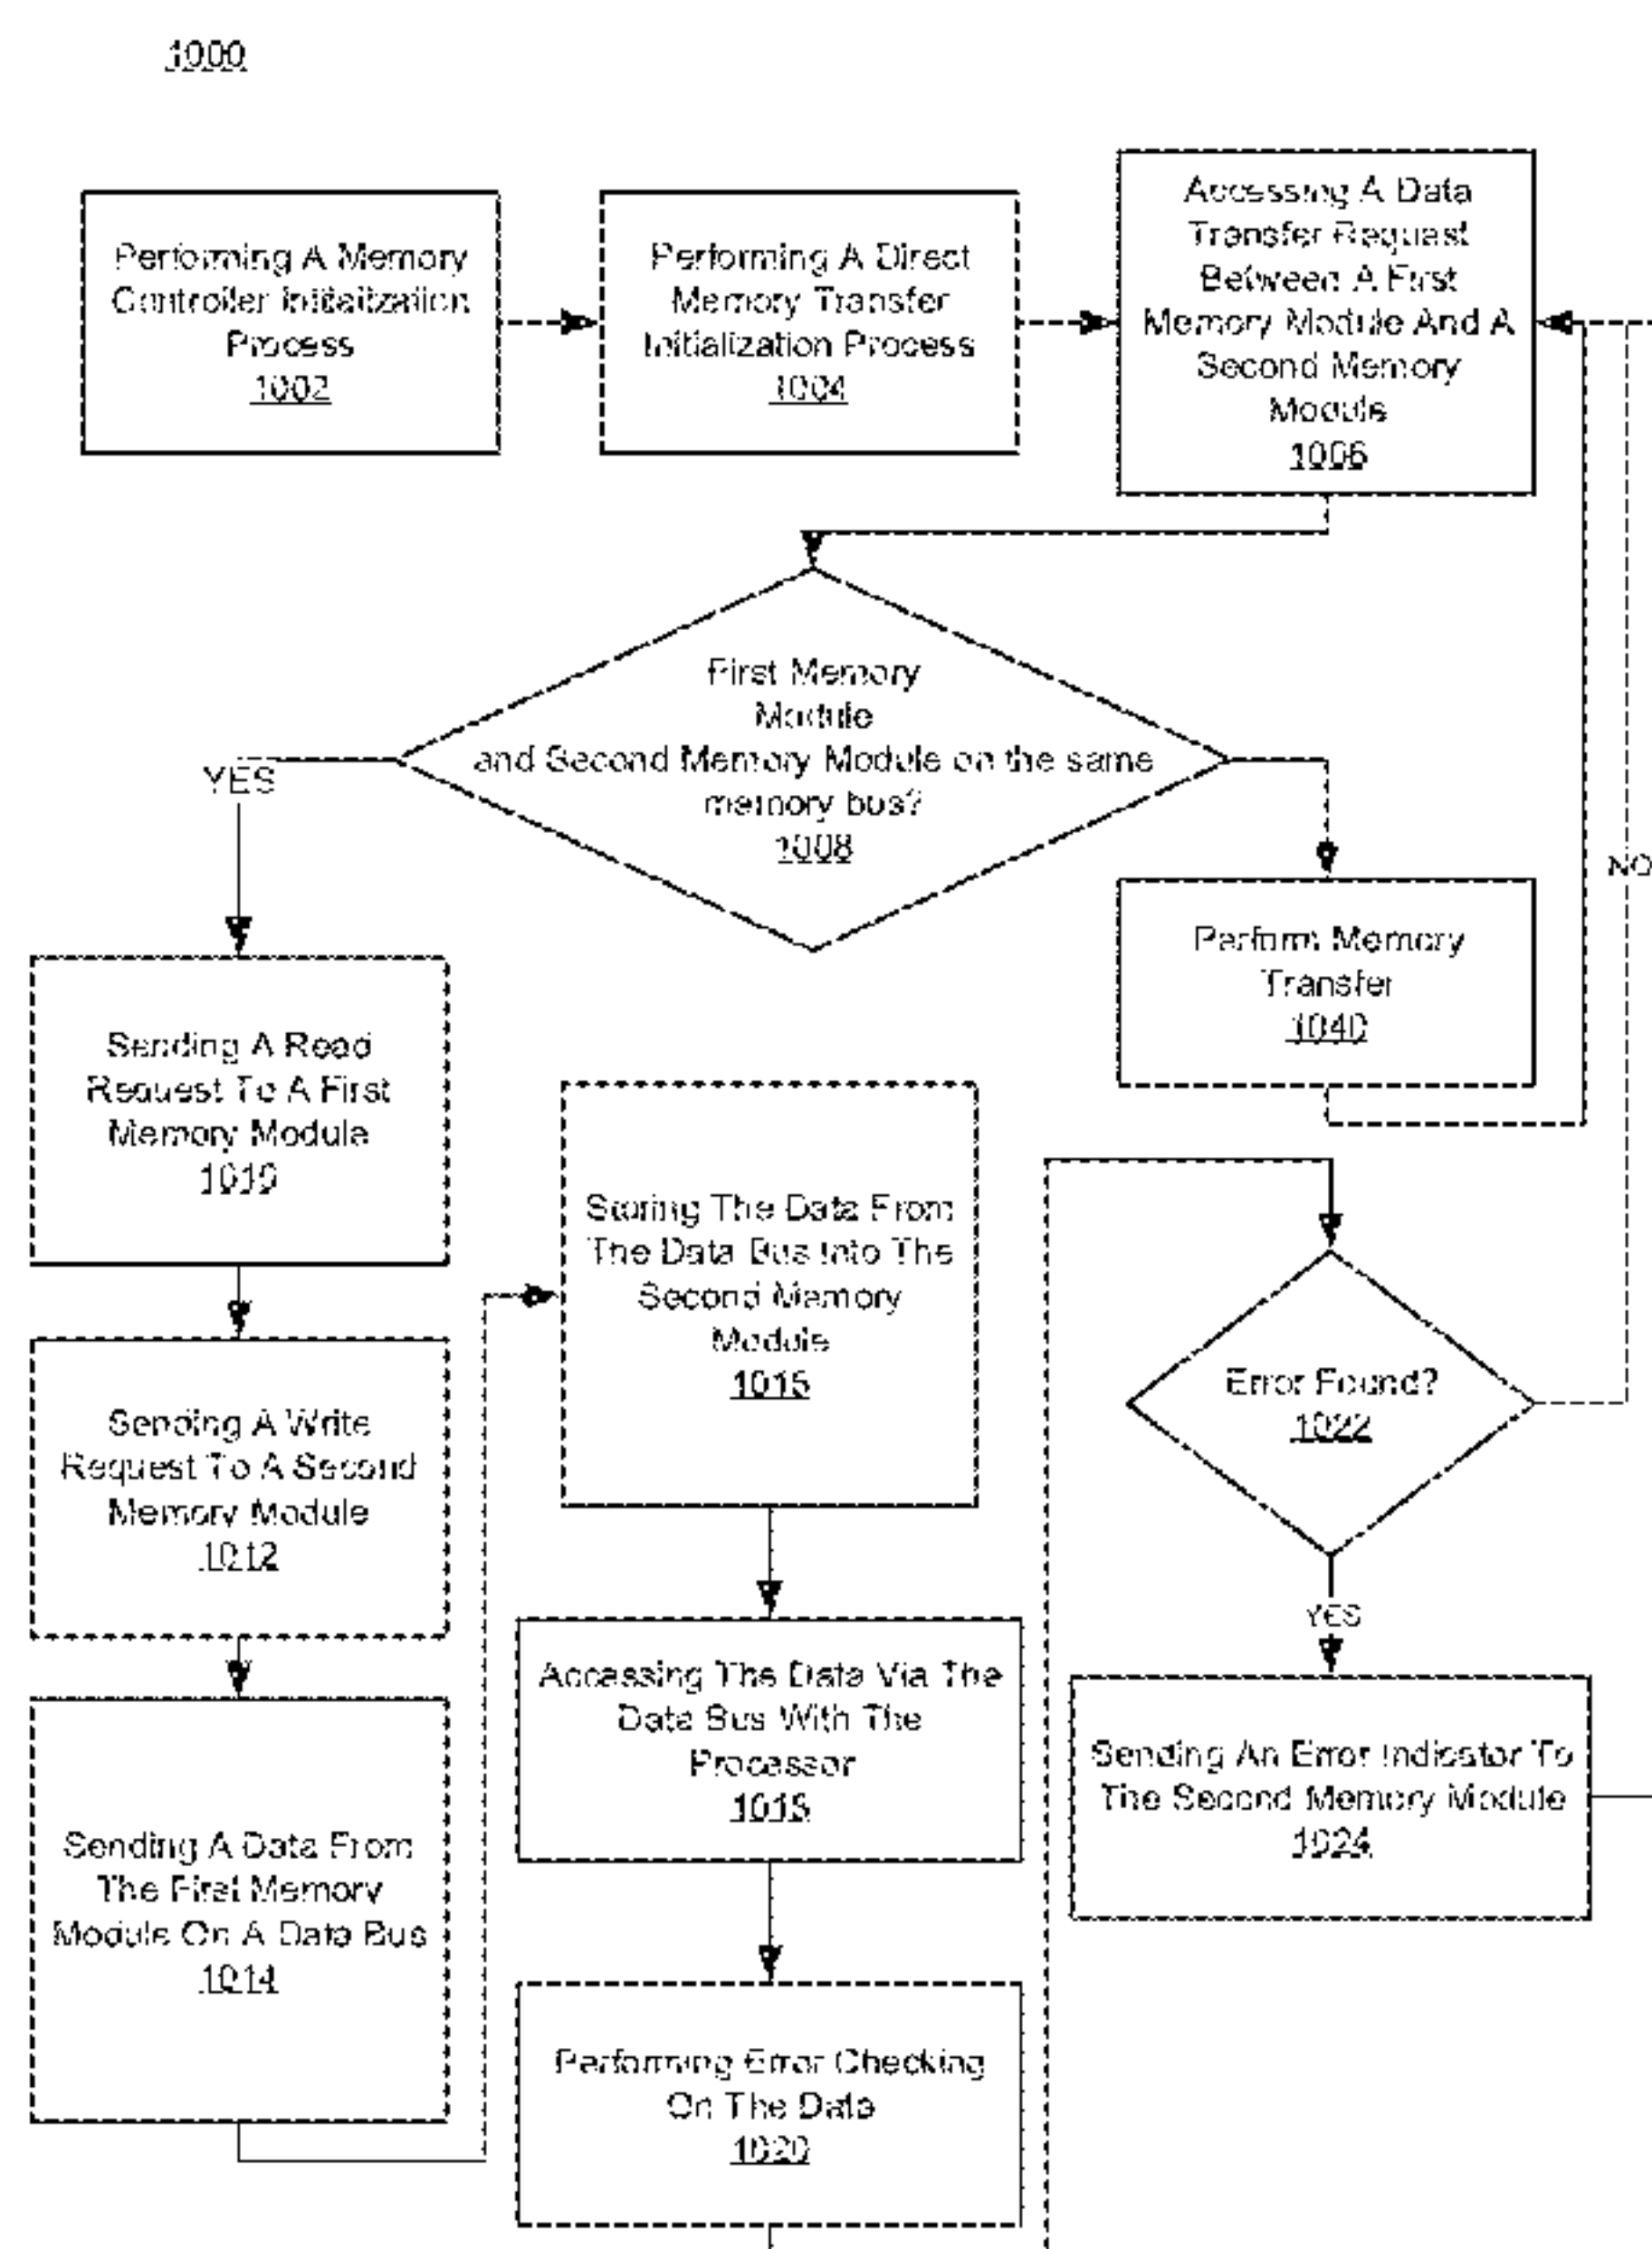 1000
Performing A Memory
Controller Initialization
Process
1002
Performing A Direct
Memory Transfer
Initialization Process
1004
Accessing A Data
Transfer Request
Between A First
Memory Module And A
Second Memory
Module
1006
First Memory
Module
and Second Memory Module on the same
memory bus?
1008
YES
NO
Perform Memory
Transfer
1040
Sending A Read
Request To A First
Memory Module
1010
Sending A Write
Request To A Second
Memory Module
1012
Sending A Data From
The First Memory
Module On A Data Bus
1014
Storing The Data From
The Data Bus Into The
Second Memory
Module
1016
Accessing The Data Via The
Data Bus With The
Processor
1018
Performing Error Checking
On The Data
1020
Error Found?
1022
YES
Sending An Error Indicator To
The Second Memory Module
1024